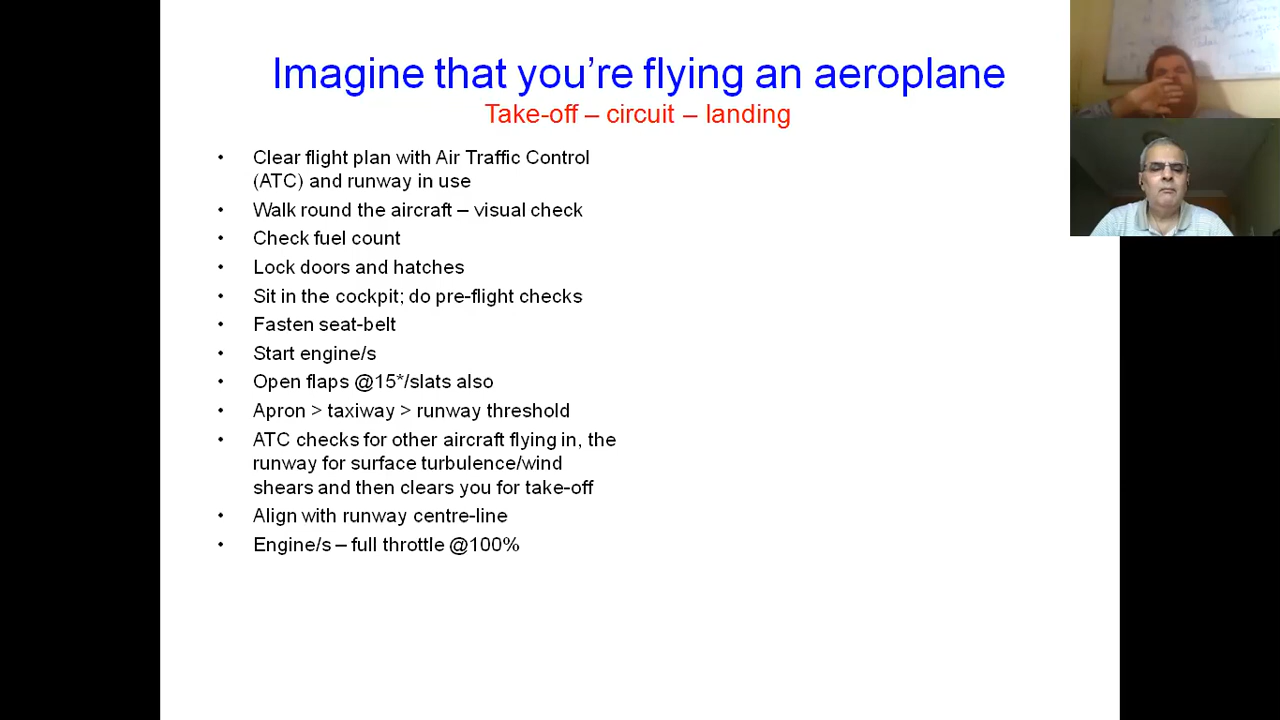 Imagine that you’re flying an aeroplane
Take-off – circuit – landing
• Clear flight plan with Air Traffic Control
(ATC) and runway in use
• Walk round the aircraft – visual check
• Check fuel count
• Lock doors and hatches
• Sit in the cockpit; do pre-flight checks
• Fasten seat-belt
• Start engine/s
• Open flaps @15*/slats also
• Apron > taxiway > runway threshold
• ATC checks for other aircraft flying in, the
runway for surface turbulence/wind
shears and then clears you for take-off
• Align with runway centre-line
• Engine/s – full throttle @100%